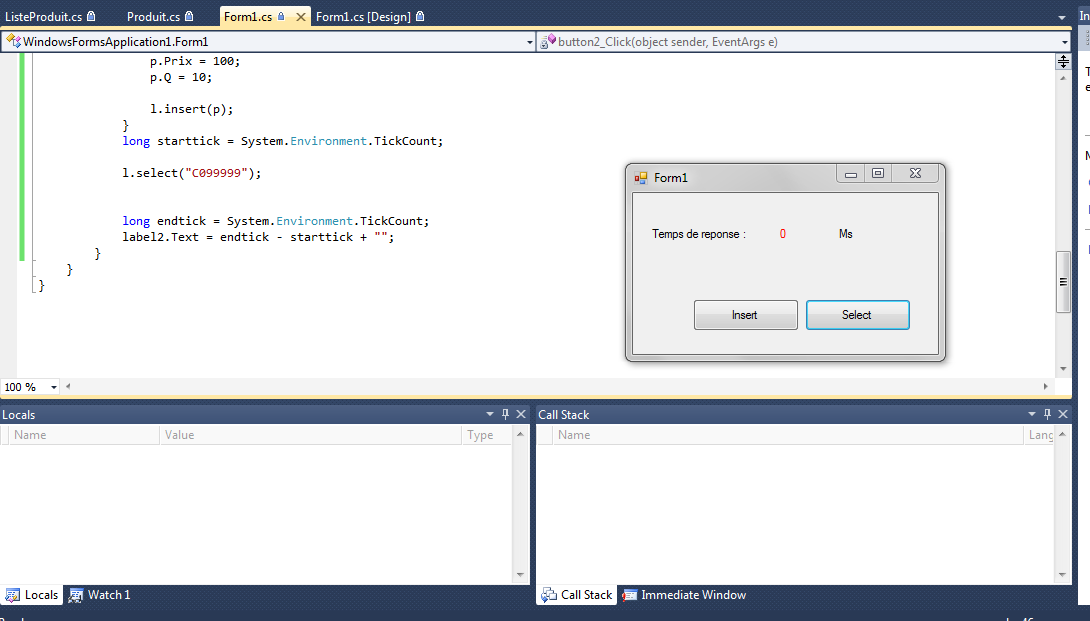 ListeProduit.cs Produit.cs Form1.cs Form1.cs [Design]
WindowsFormsApplication1.Form1 button2_Click(object sender, EventArgs e)
p.Prix = 100;
p.Q = 10;
l.insert(p);
}
long starttick = System.Environment.TickCount;
l.select("C099999");
long endtick = System.Environment.TickCount;
label2.Text = endtick - starttick + "";
}
}
}
Form1
Temps de reponse : 0 Ms
Insert Select
100 %
Locals
Name Value Type
Call Stack
Name Lang
Locals Watch 1
Call Stack Immediate Window